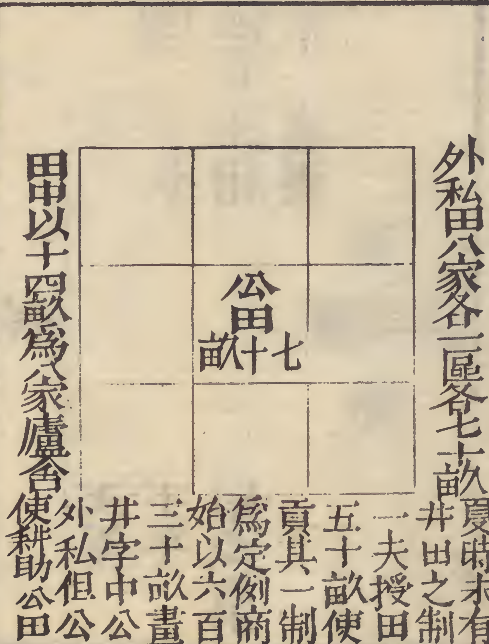 外私田八家各一區各七十畝
公田
七十畝
夏時未有
井田之制
一夫授田
五十畝使
貢其一制
爲定例商
始以六百
三十畝畫
井字中公
外私但公
田中以十四畝爲八家廬舍使耕助公田